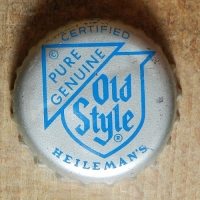 © CERTIFIED
PURE
GENUINE
Old
Style®
HEILEMAN'S